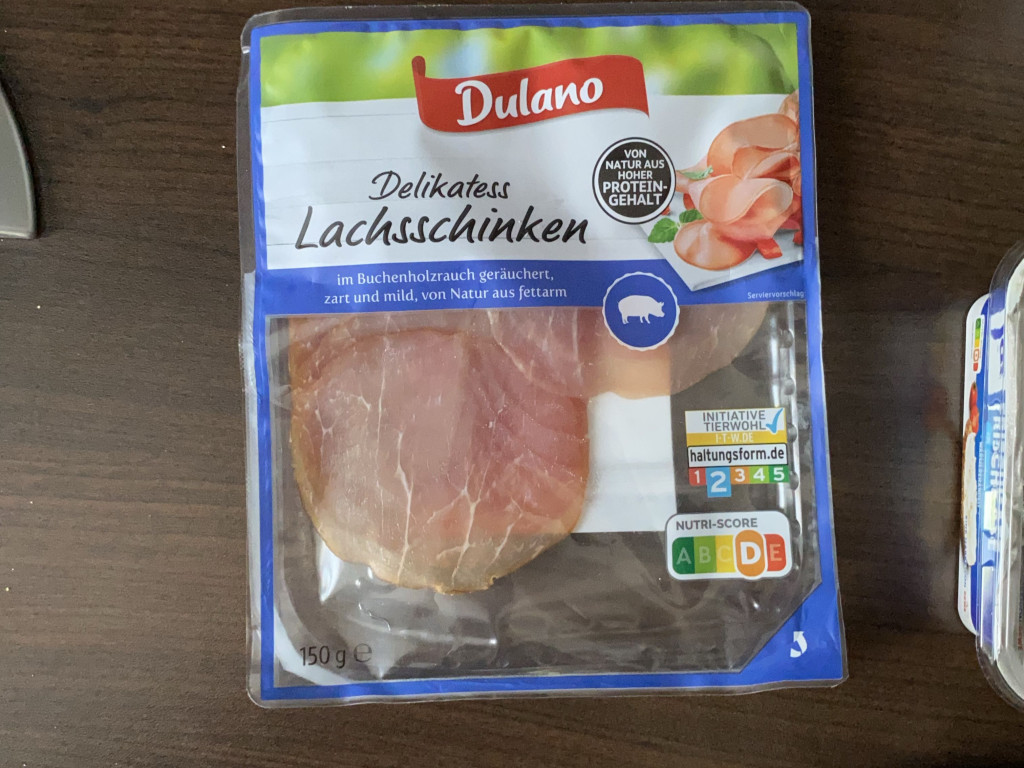 Dulano
VON
NATUR AUS
HOHER
PROTEIN-
GEHALT
Delikatess
Lachsschinken
im Buchenholzrauch geräuchert,
zart und mild, von Natur aus fettarm
Serviervorschlag
INITIATIVE
TIERWOHL
I-T-W.DE
haltungsform.de
1 2 3 4 5
NUTRI-SCORE
A B C D E
150 g e